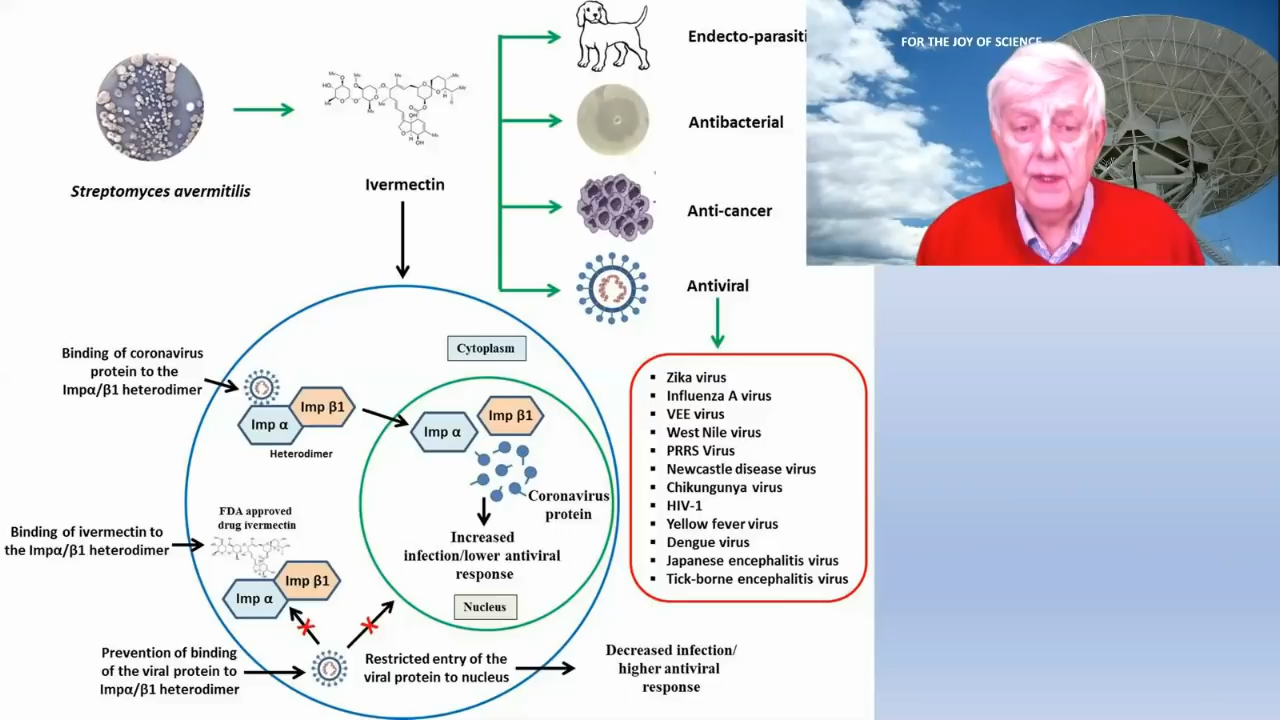 Endecto-parasiti
FOR THE JOY OF SCIENCE
Antibacterial
Streptomyces avermitilis
Ivermectin
Anti-cancer
Antiviral
Binding of coronavirus
protein to the
Impα/β1 heterodimer
Cytoplasm
Imp α
Imp β1
Heterodimer
Imp α
Imp β1
Coronavirus
protein
Increased
infection/lower antiviral
response
Nucleus
Zika virus
Influenza A virus
VEE virus
West Nile virus
PRRS Virus
Newcastle disease virus
Chikungunya virus
HIV-1
Yellow fever virus
Dengue virus
Japanese encephalitis virus
Tick-borne encephalitis virus
Binding of ivermectin to
the Impα/β1 heterodimer
FDA approved
drug ivermectin
Imp α
Imp β1
Prevention of binding
of the viral protein to
Impα/β1 heterodimer
Restricted entry of the
viral protein to nucleus
Decreased infection/
higher antiviral
response